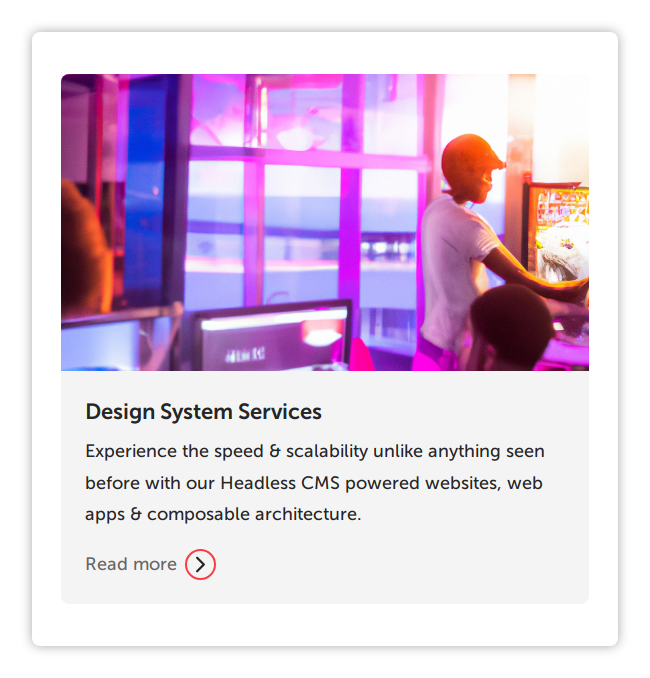 Design System Services
Experience the speed & scalability unlike anything seen
before with our Headless CMS powered websites, web
apps & composable architecture.
Read more